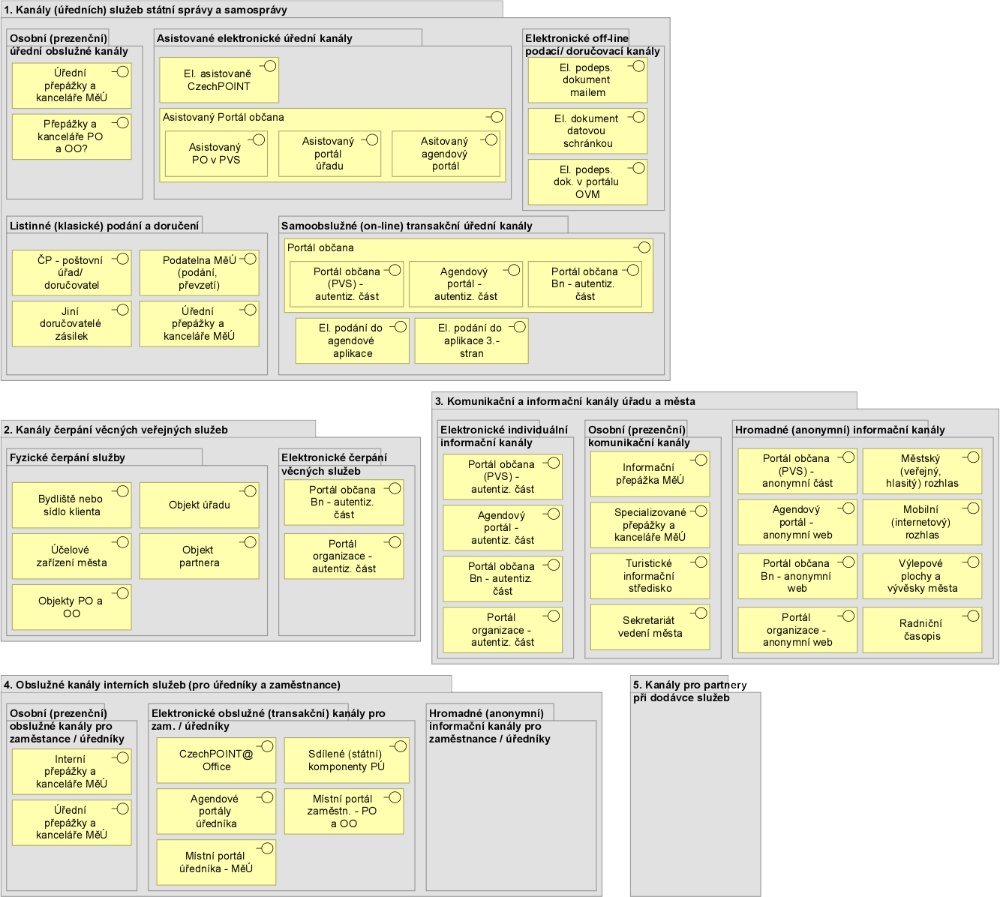 1. Kanály (úředních) služeb státní správy a samosprávy
Osobní (prezenční)
úřední obslužné kanály
Úřední
přepážky a
kanceláře MěÚ
Přepážky a
kanceláře PO
a OO?
Asistované elektronické úřední kanály
El. asistovaně
CzechPOINT
Asistovaný Portál občana
Asistovaný
PO v PVS
Asistovaný
portál
úřadu
Asitovaný
agendový
portál
Elektronické off-line
podací/ doručovací kanály
El. podeps.
dokument
mailem
El. dokument
datovou
schránkou
El. podeps.
dok. v portálu
OVM
Listinné (klasické) podání a doručení
ČP - poštovní
úřad/
doručovatel
Podatelna MěÚ
(podání,
převzetí)
Jiní
doručovatelé
zásilek
Úřední
přepážky a
kanceláře MěÚ
Samoobslužné (on-line) transakční úřední kanály
Portál občana
Portál občana
(PVS) -
autentiz. část
Agendový
portál -
autentiz. část
Portál občana
Bn - autentiz.
část
El. podání do
agendové
aplikace
El. podání do
aplikace 3.-
stran
2. Kanály čerpání věcných veřejných služeb
Fyzické čerpání služby
Bydliště nebo
sídlo klienta
Objekt úřadu
Účelové
zařízení města
Objekt
partnera
Objekty PO a
OO
Elektronické čerpání
věcných služeb
Portál občana
Bn - autentiz.
část
Portál
organizace -
autentiz. část
3. Komunikační a informační kanály úřadu a města
Elektronické individuální
informační kanály
Portál občana
(PVS) -
autentiz. část
Agendový
portál -
autentiz. část
Portál občana
Bn - autentiz.
část
Portál
organizace -
autentiz. část
Osobní (prezenční)
komunikační kanály
Informační
přepážka MěÚ
Specializované
přepážky a
kanceláře MěÚ
Turistické
informační
středisko
Sekretariát
vedení města
Hromadné (anonymní) informační kanály
Portál občana
(PVS) -
anonymní část
Městský
(veřejný,
hlasitý) rozhlas
Agendový
portál -
anonymní web
Mobilní
(internetový)
rozhlas
Portál občana
Bn - anonymní
web
Výlepové
plochy a
vývěsky města
Portál
organizace -
anonymní web
Radniční
časopis
4. Obslužné kanály interních služeb (pro úředníky a zaměstnance)
Osobní (prezenční)
obslužné kanály pro
zaměstance / úředníky
Interní
přepážky a
kanceláře MěÚ
Úřední
přepážky a
kanceláře MěÚ
Elektronické obslužné (transakční) kanály pro
zam. / úředníky
CzechPOINT@
Office
Sdílené (státní)
komponenty PÚ
Agendové
portály
úředníka
Místní portál
zaměstn. - PO
a OO
Místní portál
úředníka - MěÚ
Hromadné (anonymní)
informační kanály pro
zaměstnance / úředníky
5. Kanály pro partnery
při dodávce služeb